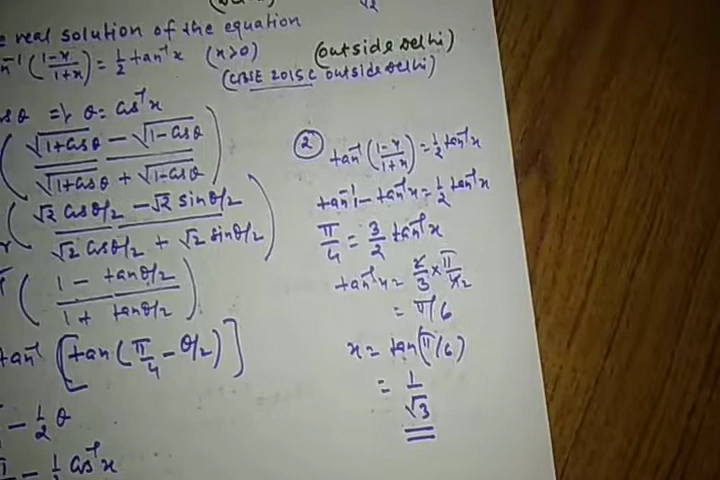 real solution of the equation
(1-x/1+x) = 1/2 tan⁻¹x (x>0) (outside Delhi)
(CBSE 2015 C outside Delhi)
θ ⇒ θ = cos⁻¹x
(√1+cosθ - √1-cosθ / √1+cosθ + √1-cosθ)
(√2 cosθ/2 - √2 sinθ/2 / √2 cosθ/2 + √2 sinθ/2)
(1 - tanθ/2 / 1 + tanθ/2)
tan⁻¹ [tan(π/4 - θ/2)]
- 1/2 θ
- 1/2 cos⁻¹x
② tan⁻¹(1-x/1+x) = 1/2 tan⁻¹x
tan⁻¹1 - tan⁻¹x = 1/2 tan⁻¹x
π/4 = 3/2 tan⁻¹x
tan⁻¹x = 2/3 × π/4 2
= π/6
x = tan(π/6)
= 1/√3